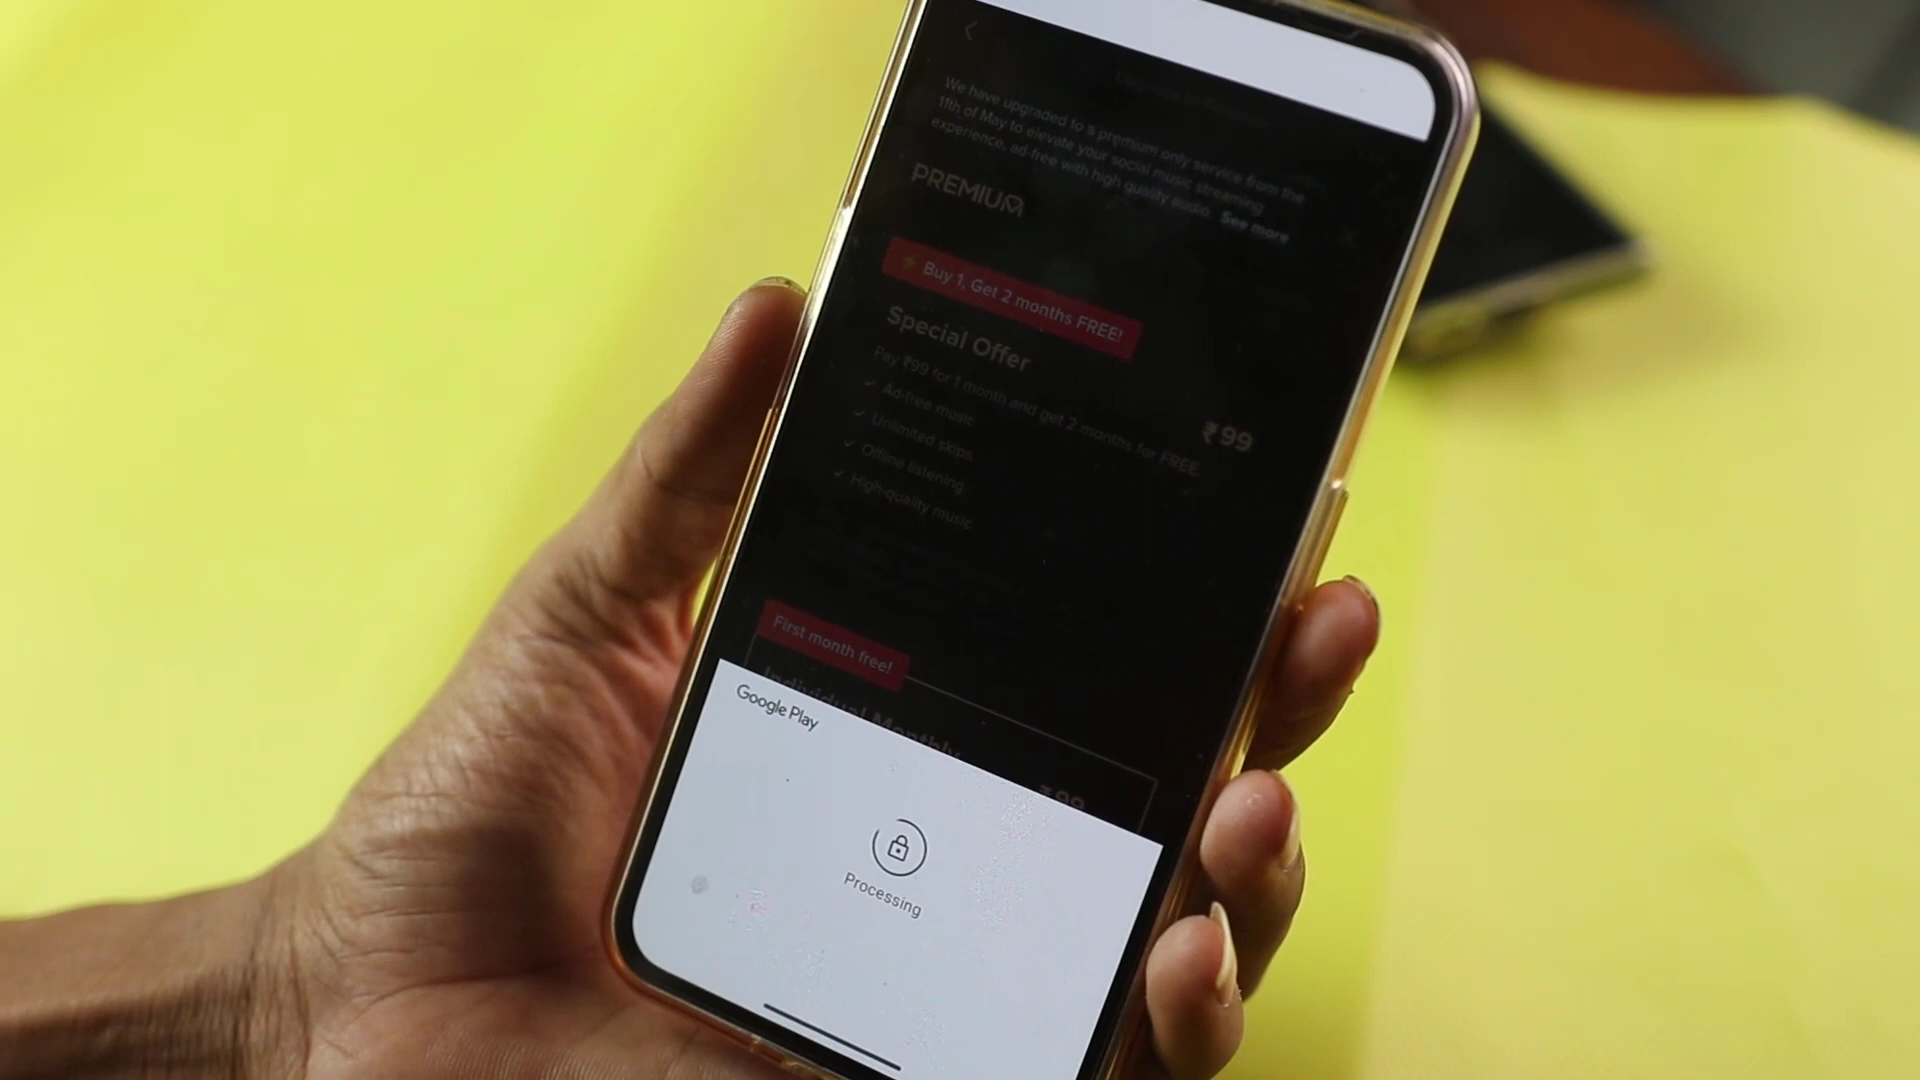 We have upgraded to a premium only service from the
11th of May to elevate your social music streaming
experience, ad-free with high quality audio. See more
PREMIUM
Buy 1, Get 2 months FREE!
Special Offer
Pay ₹99 for 1 month and get 2 months for FREE.
₹99
Ad-free music
Unlimited skips
Offline listening
High-quality music
First month free!
Individual Monthly
₹99
Google Play
Processing